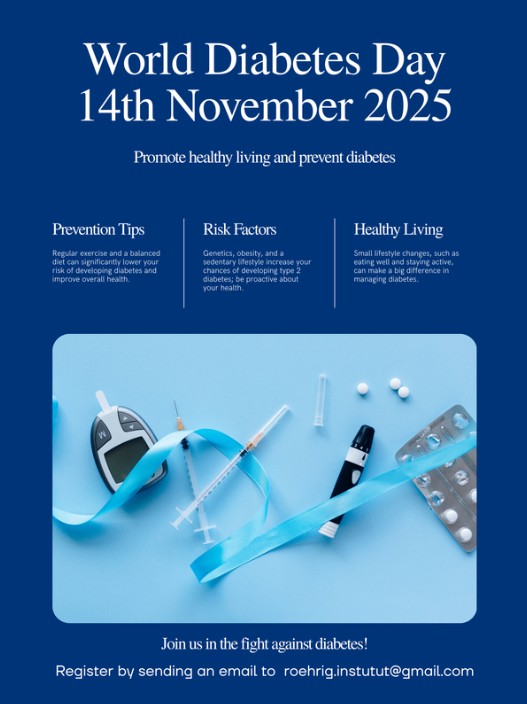 World Diabetes Day
14th November 2025
Promote healthy living and prevent diabetes
Prevention Tips
Regular exercise and a balanced
diet can significantly lower your
risk of developing diabetes and
improve overall health.
Risk Factors
Genetics, obesity, and a
sedentary lifestyle increase your
chances of developing type 2
diabetes; be proactive about
your health.
Healthy Living
Small lifestyle changes, such as
eating well and staying active,
can make a big difference in
managing diabetes.
M
Join us in the fight against diabetes!
Register by sending an email to roehrig.instutut@gmail.com